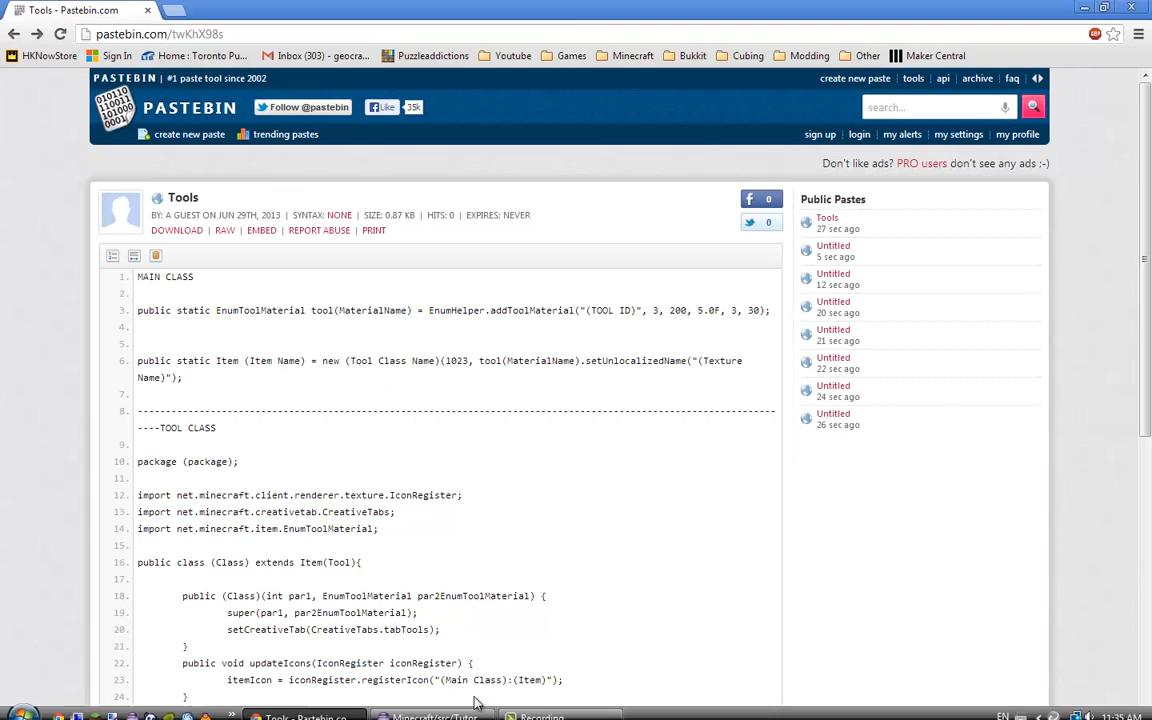 Tools - Pastebin.com
pastebin.com/twKhX98s
HKNowStore
Sign In
Home : Toronto Pu...
Inbox (303) - geocra...
Puzzleaddictions
Youtube
Games
Minecraft
Bukkit
Cubing
Modding
Other
Maker Central
PASTEBIN | #1 paste tool since 2002
create new paste
tools
api
archive
faq
PASTEBIN
Follow @pastebin
Like
35k
search...
create new paste
trending pastes
sign up
login
my alerts
my settings
my profile
Don't like ads? PRO users don't see any ads ;-)
Tools
BY: A GUEST ON JUN 29TH, 2013 | SYNTAX: NONE | SIZE: 0.87 KB | HITS: 0 | EXPIRES: NEVER
DOWNLOAD | RAW | EMBED | REPORT ABUSE | PRINT
0
0
Public Pastes
Tools
27 sec ago
Untitled
5 sec ago
Untitled
12 sec ago
Untitled
20 sec ago
Untitled
21 sec ago
Untitled
22 sec ago
Untitled
24 sec ago
Untitled
26 sec ago
1. MAIN CLASS
2.
3. public static EnumToolMaterial tool(MaterialName) = EnumHelper.addToolMaterial("(TOOL ID)", 3, 200, 5.0F, 3, 30);
4.
5.
6. public static Item (Item Name) = new (Tool Class Name)(1023, tool(MaterialName).setUnlocalizedName("(Texture
Name)");
7.
8. -----------------------------------------------------------------------------------------
----TOOL CLASS
9.
10. package (package);
11.
12. import net.minecraft.client.renderer.texture.IconRegister;
13. import net.minecraft.creativetab.CreativeTabs;
14. import net.minecraft.item.EnumToolMaterial;
15.
16. public class (Class) extends Item(Tool){
17.
18. public (Class)(int par1, EnumToolMaterial par2EnumToolMaterial) {
19. super(par1, par2EnumToolMaterial);
20. setCreativeTab(CreativeTabs.tabTools);
21. }
22. public void updateIcons(IconRegister iconRegister) {
23. itemIcon = iconRegister.registerIcon("(Main Class):(Item)");
24. }
Tools - Pastebin.co...
Minecraft/src/Tutor...
Recording...
EN
11:35 AM